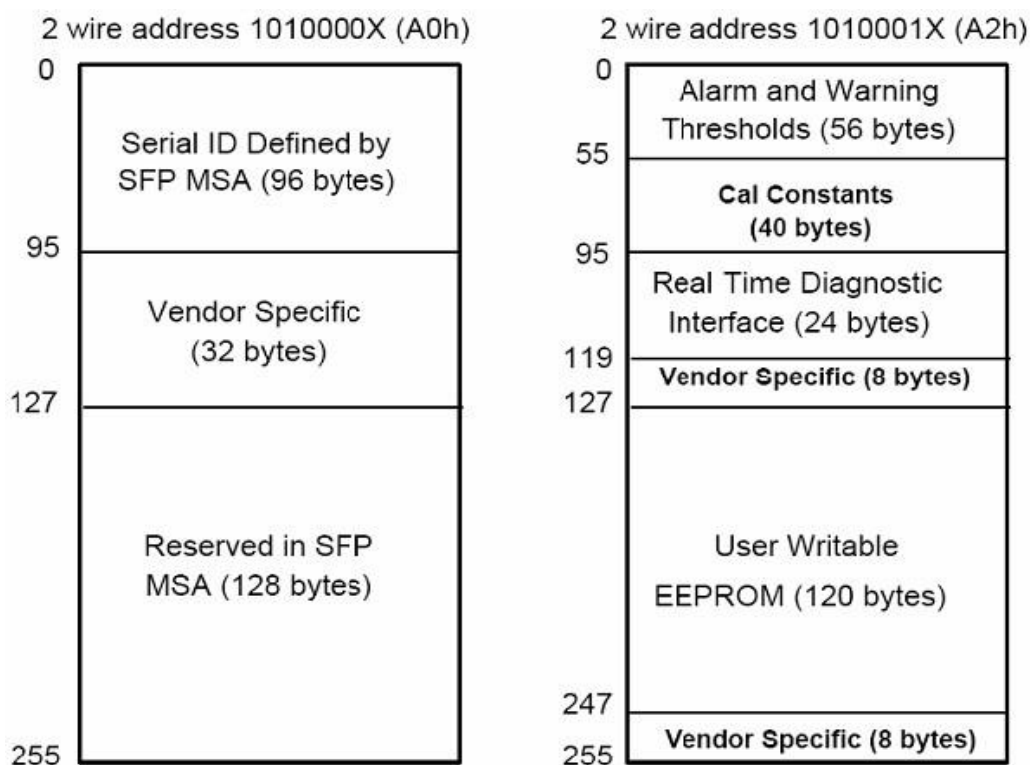 2 wire address 1010000X (A0h)
0
Serial ID Defined by
SFP MSA (96 bytes)
95
Vendor Specific
(32 bytes)
127
Reserved in SFP
MSA (128 bytes)
255
2 wire address 1010001X (A2h)
0
Alarm and Warning
Thresholds (56 bytes)
55
Cal Constants
(40 bytes)
95
Real Time Diagnostic
Interface (24 bytes)
119
Vendor Specific (8 bytes)
127
User Writable
EEPROM (120 bytes)
247
Vendor Specific (8 bytes)
255